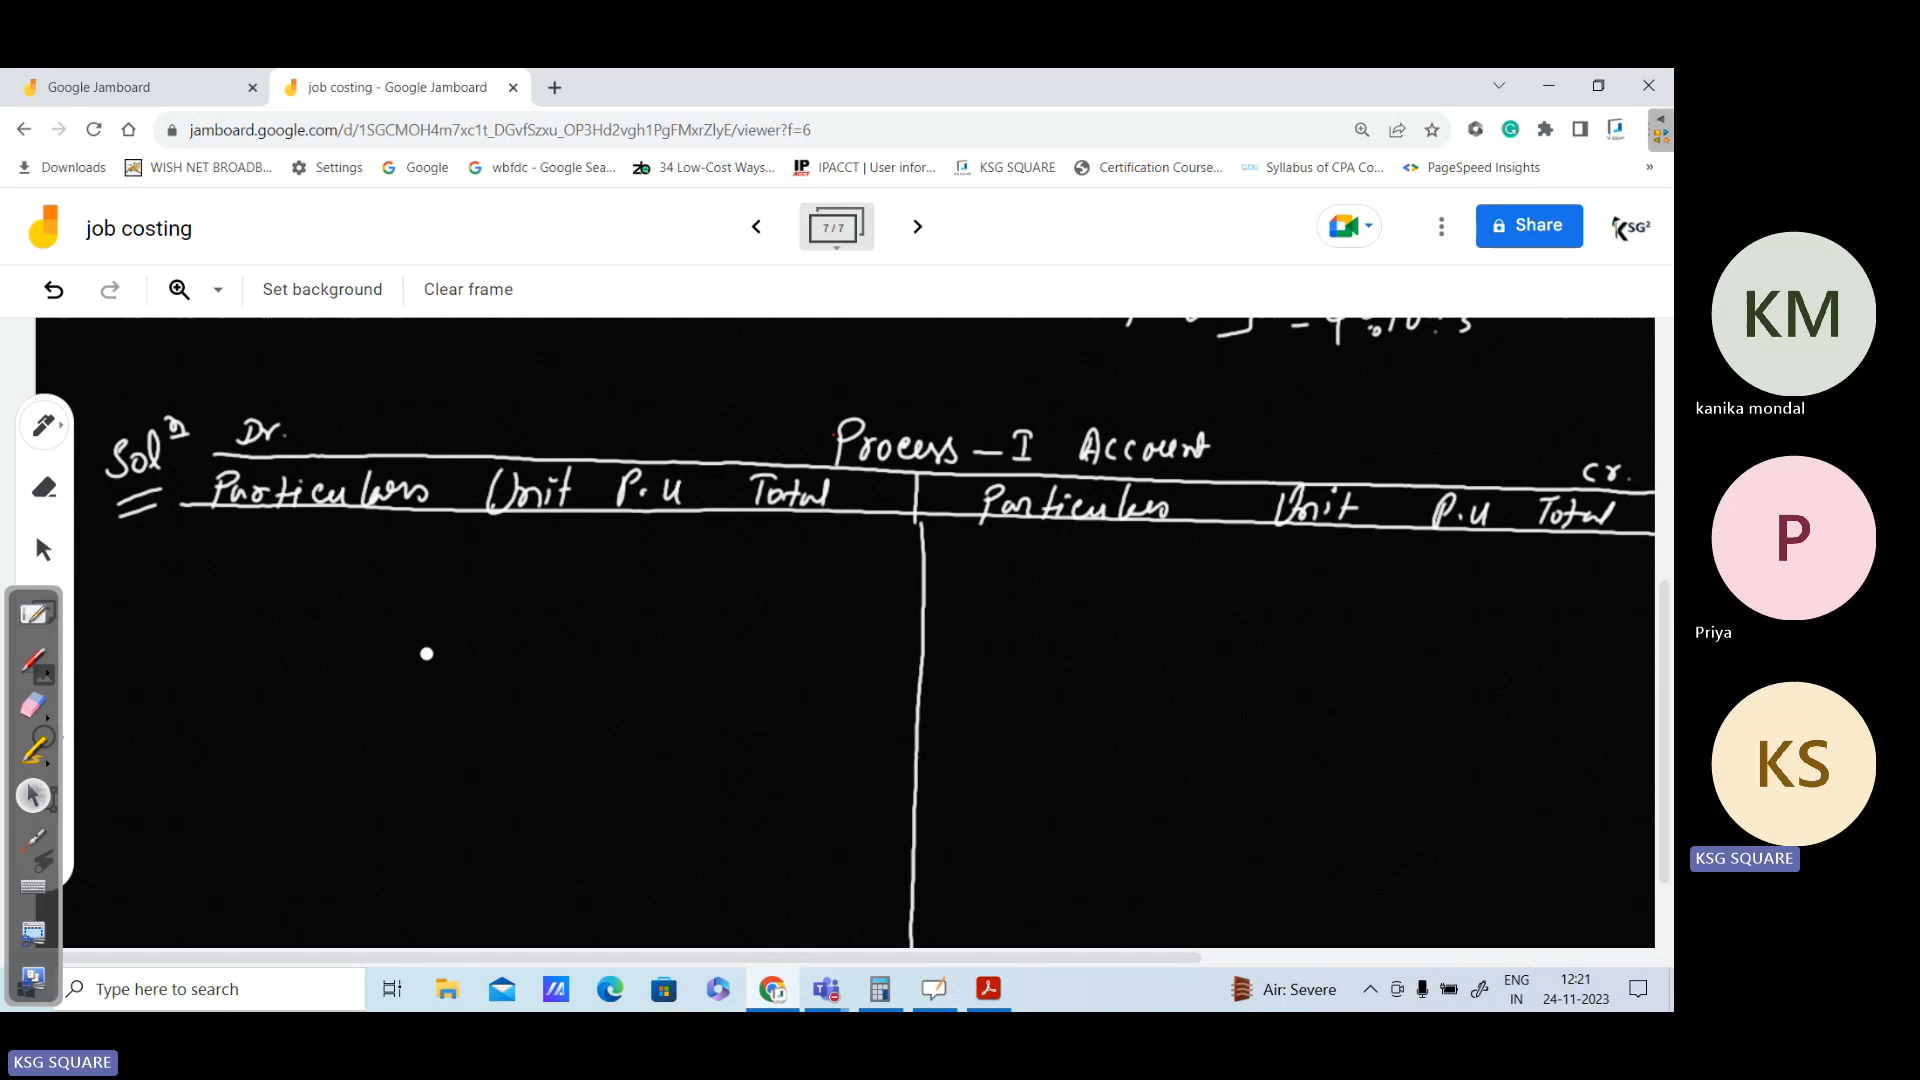 Google Jamboard
job costing - Google Jamboard
jamboard.google.com/d/1SGCMOH4m7xc1t_DGvfSzxu_OP3Hd2vgh1PgFMxrZlyE/viewer?f=6
Downloads WISH NET BROADB... Settings Google wbfdc - Google Sea... 34 Low-Cost Ways... IPACCT | User infor... KSG SQUARE Certification Course... Syllabus of CPA Co... PageSpeed Insights »
job costing
7 / 7
Share
KSG²
Set background
Clear frame
Solⁿ Dr. Process - I Account Cr.
Particulars Unit P.U Total Particulars Unit P.U Total
KM
kanika mondal
P
Priya
KS
KSG SQUARE
Type here to search
Air: Severe
ENG
IN
12:21
24-11-2023
KSG SQUARE